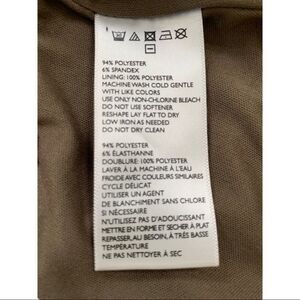 94% POLYESTER
6% SPANDEX
LINING: 100% POLYESTER
MACHINE WASH COLD GENTLE
WITH LIKE COLORS
USE ONLY NON-CHLORINE BLEACH
DO NOT USE SOFTENER
RESHAPE LAY FLAT TO DRY
LOW IRON AS NEEDED
DO NOT DRY CLEAN
94% POLYESTER
6% ÉLASTHANNE
DOUBLURE: 100% POLYESTER
LAVER À LA MACHINE À L'EAU
FROIDE AVEC COULEURS SIMILAIRES
CYCLE DÉLICAT
UTILISER UN AGENT
DE BLANCHIMENT SANS CHLORE
SI NÉCESSAIRE
N'UTILISEZ PAS D'ADOUCISSANT
METTRE EN FORME ET SÉCHER À PLAT
REPASSER, AU BESOIN, À TRÈS BASSE
TEMPÉRATURE
NE PAS NETTOYER À SEC